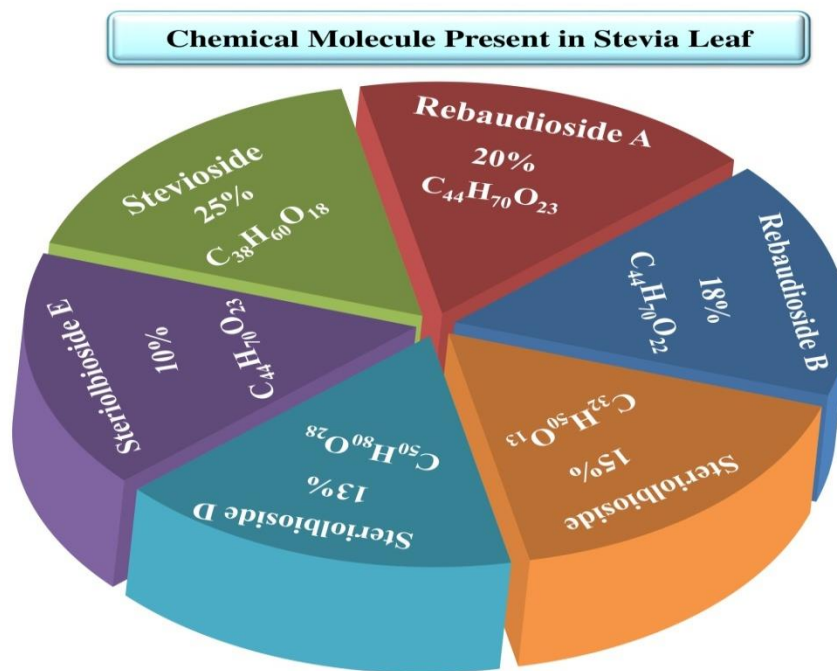 Chemical Molecule Present in Stevia Leaf
Rebaudioside A
20%
C₄₄H₇₀O₂₃
Rebaudioside B
18%
C₄₄H₇₀O₂₂
Steriolbioside
15%
C₃₂H₅₀O₁₃
Steriolbioside D
13%
C₅₀H₈₀O₂₈
Steriolbioside E
10%
C₄₄H₇₀O₂₃
Stevioside
25%
C₃₈H₆₀O₁₈